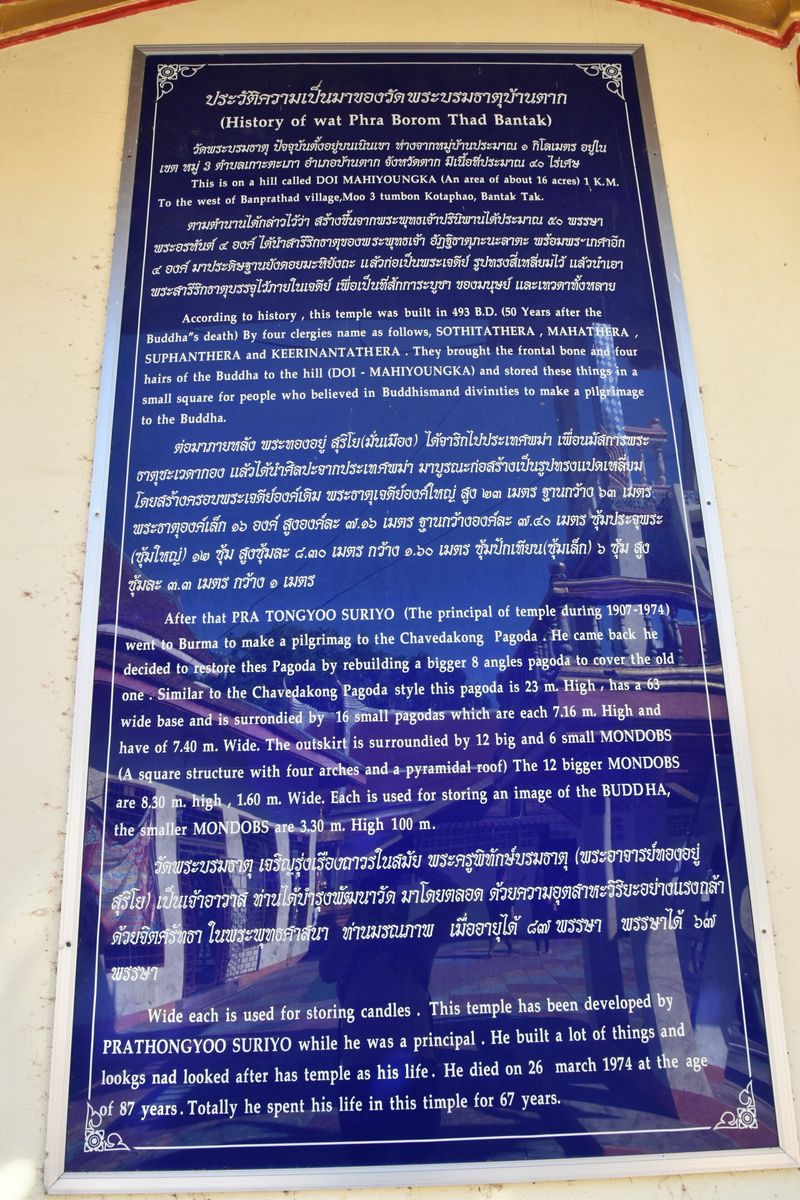 ประวัติความเป็นมาของวัดพระบรมธาตุบ้านตาก
(History of wat Phra Borom Thad Bantak)
วัดพระบรมธาตุ ปัจจุบันตั้งอยู่บนเนินเขา ห่างจากหมู่บ้านประมาณ ๑ กิโลเมตร อยู่ใน
เขต หมู่ 3 ตำบลเกาะตะเภา อำเภอบ้านตาก จังหวัดตาก มีเนื้อที่ประมาณ ๔๐ ไร่เศษ
This is on a hill called DOI MAHIYOUNGKA (An area of about 16 acres) 1 K.M.
To the west of Banprathad village,Moo 3 tumbon Kotaphao, Bantak Tak.
ตามตำนานได้กล่าวไว้ว่า สร้างขึ้นจากพระพุทธเจ้าปรินิพานได้ประมาณ ๕๐ พรรษา
พระอรหันต์ ๔ องค์ ได้นำสารีริกธาตุของพระพุทธเจ้า อัฏฐิธาตุภะนะลาตะ พร้อมพระเกศาอีก
๔ องค์ มาประดิษฐานยังดอยมะหิยังถะ แล้วก่อเป็นพระเจดีย์ รูปทรงสี่เหลี่ยมไว้ แล้วนำเอา
พระสารีริกธาตุบรรจุไว้ภายในเจดีย์ เพื่อเป็นที่สักการะบูชา ของมนุษย์ และเทวดาทั้งหลาย
According to history , this temple was built in 493 B.D. (50 Years after the
Buddha"s death) By four clergies name as follows, SOTHITATHERA , MAHATHERA ,
SUPHANTHERA and KEERINANTATHERA . They brought the frontal bone and four
hairs of the Buddha to the hill (DOI - MAHIYOUNGKA) and stored these things in a
small square for people who believed in Buddhismand divinities to make a pilgrimage
to the Buddha.
ต่อมาภายหลัง พระทองอยู่ สุริโย(มั่นเมือง) ได้จาริกไปประเทศพม่า เพื่อนมัสการพระ
ธาตุชะเวดากอง แล้วได้นำศิลปะจากประเทศพม่า มาบูรณะก่อสร้างเป็นรูปทรงแปดเหลี่ยม
โดยสร้างครอบพระเจดีย์องค์เดิม พระธาตุเจดีย์องค์ใหญ่ สูง ๒๓ เมตร ฐานกว้าง ๖๓ เมตร
พระธาตุองค์เล็ก ๑๖ องค์ สูงองค์ละ ๗.๑๖ เมตร ฐานกว้างองค์ละ ๗.๔๐ เมตร ซุ้มประจุพระ
(ซุ้มใหญ่) ๑๒ ซุ้ม สูงซุ้มละ ๘.๓๐ เมตร กว้าง ๑.๖๐ เมตร ซุ้มปักเทียน(ซุ้มเล็ก) ๖ ซุ้ม สูง
ซุ้มละ ๓.๓ เมตร กว้าง ๑ เมตร
After that PRA TONGYOO SURIYO (The principal of temple during 1907-1974)
went to Burma to make a pilgrimag to the Chavedakong Pagoda . He came back he
decided to restore thes Pagoda by rebuilding a bigger 8 angles pagoda to cover the old
one . Similar to the Chavedakong Pagoda style this pagoda is 23 m. High , has a 63
wide base and is surrondied by 16 small pagodas which are each 7.16 m. High and
have of 7.40 m. Wide. The outskirt is surroundied by 12 big and 6 small MONDOBS
(A square structure with four arches and a pyramidal roof) The 12 bigger MONDOBS
are 8.30 m. high , 1.60 m. Wide. Each is used for storing an image of the BUDDHA,
the smaller MONDOBS are 3.30 m. High 100 m.
วัดพระบรมธาตุ เจริญรุ่งเรืองถาวรในสมัย พระครูพิทักษ์บรมธาตุ (พระอาจารย์ทองอยู่
สุริโย) เป็นเจ้าอาวาส ท่านได้บำรุงพัฒนาวัด มาโดยตลอด ด้วยความอุตสาหะวิริยะอย่างแรงกล้า
ด้วยจิตศรัทธา ในพระพุทธศาสนา ท่านมรณภาพ เมื่ออายุได้ ๘๗ พรรษา พรรษาได้ ๖๗
พรรษา
Wide each is used for storing candles . This temple has been developed by
PRATHONGYOO SURIYO while he was a principal . He built a lot of things and
lookgs nad looked after has temple as his life . He died on 26 march 1974 at the age
of 87 years . Totally he spent his life in this timple for 67 years.